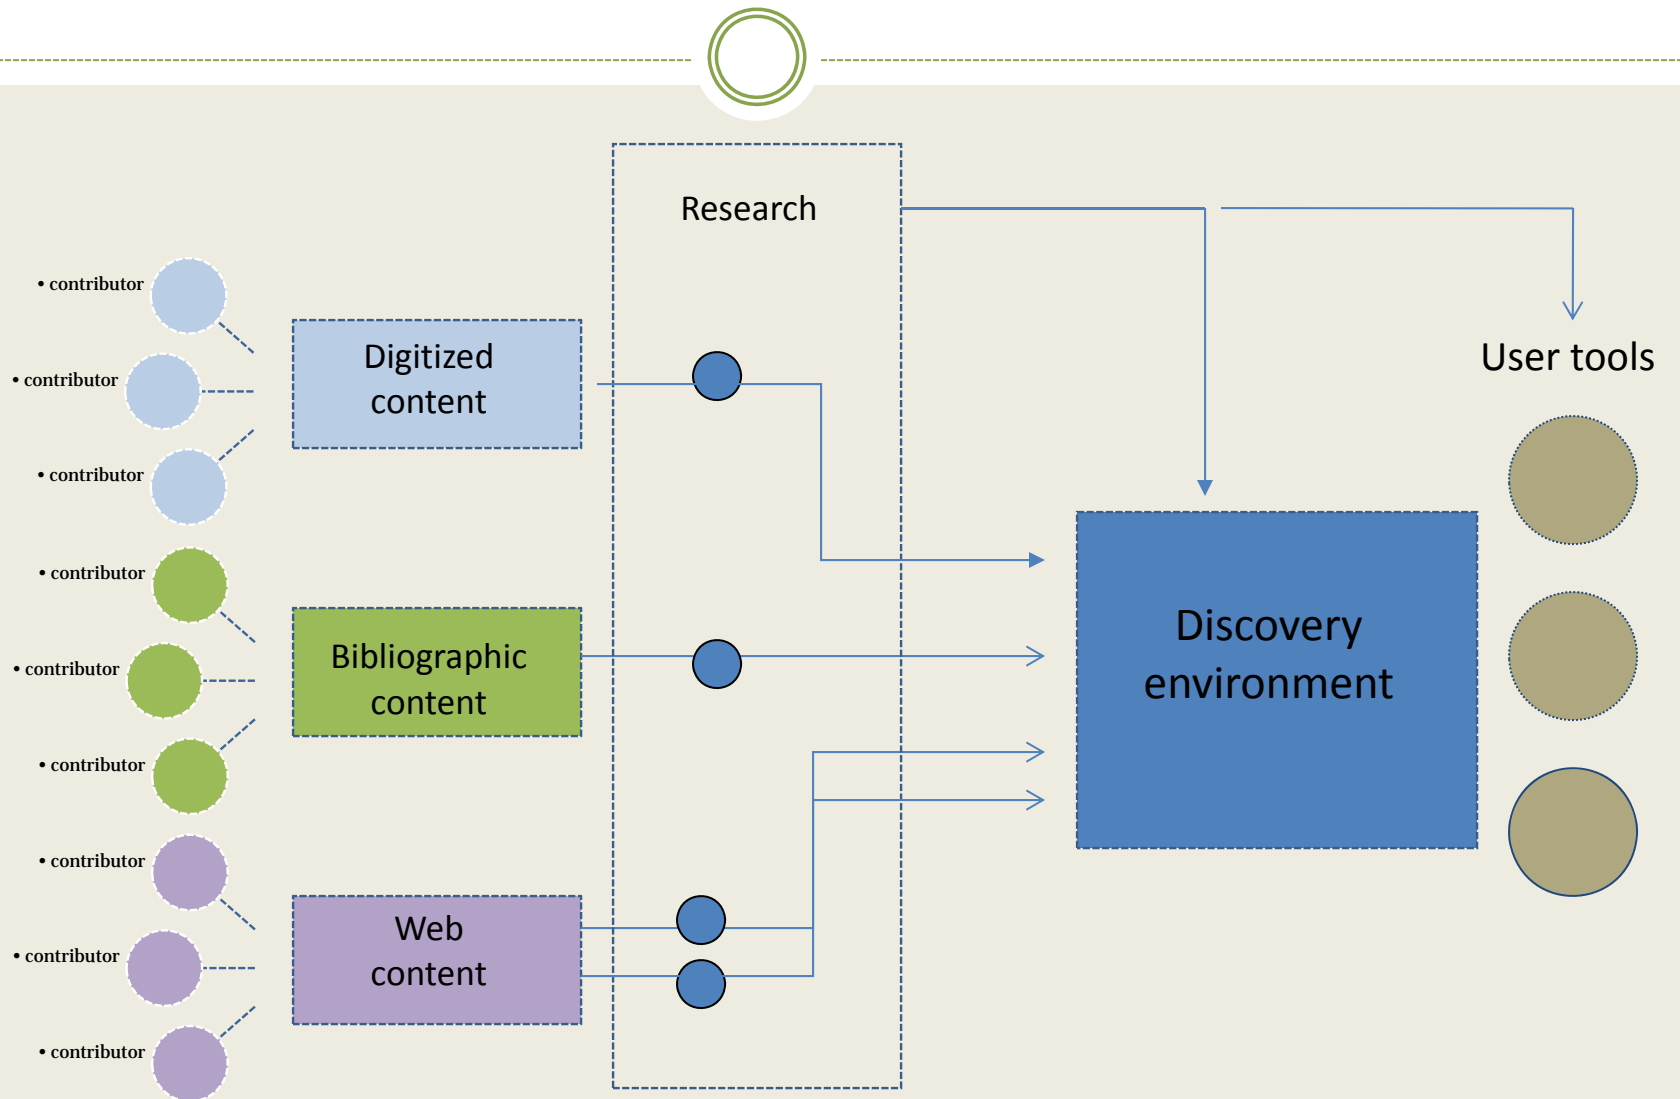 Research
• contributor
• contributor
• contributor
Digitized
content
User tools
• contributor
• contributor
• contributor
Bibliographic
content
Discovery
environment
• contributor
• contributor
• contributor
Web
content